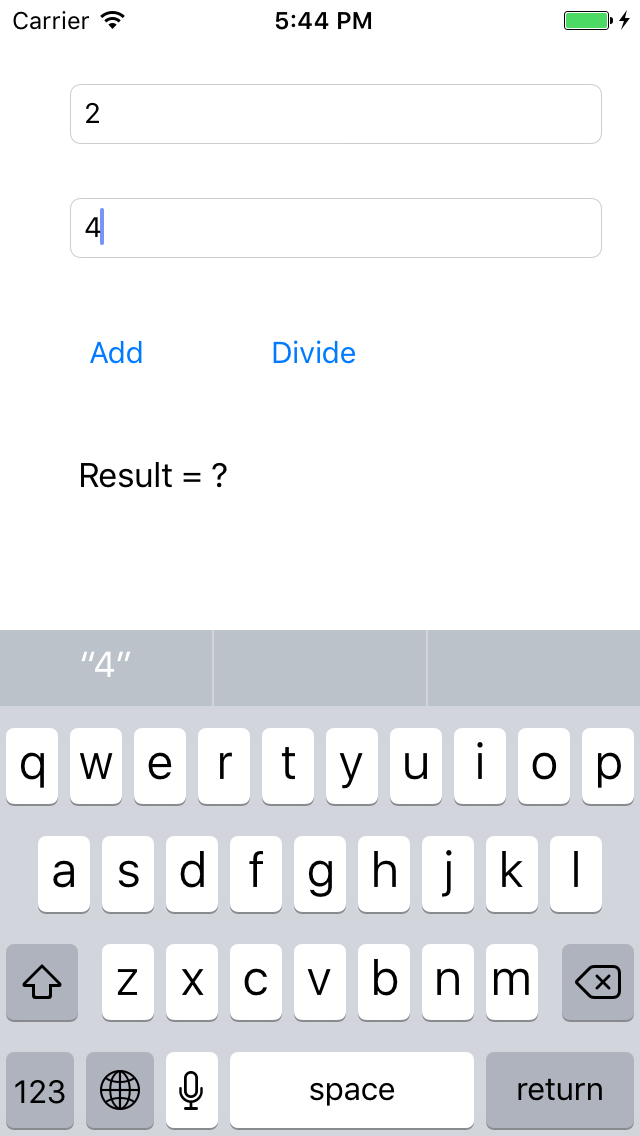 Carrier 5:44 PM
2
4
Add Divide
Result = ?
“4”
q w e r t y u i o p
a s d f g h j k l
z x c v b n m
123 space return